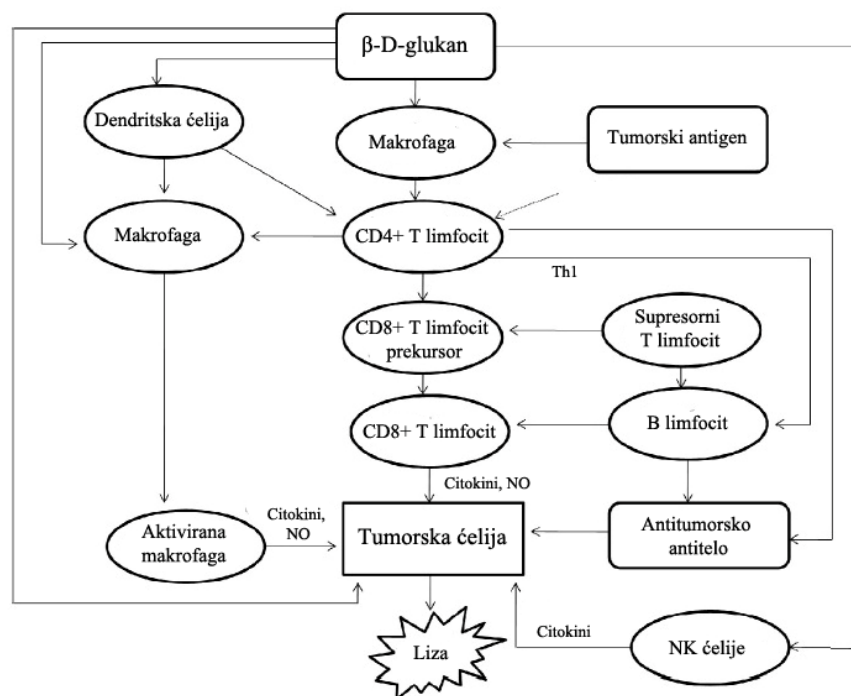 β-D-glukan
Dendritska ćelija
Makrofaga
Tumorski antigen
Makrofaga
CD4+ T limfocit
Th1
CD8+ T limfocit
prekursor
Supresorni
T limfocit
CD8+ T limfocit
B limfocit
Citokini, NO
Aktivirana
makrofaga
Citokini,
NO
Tumorska ćelija
Antitumorsko
antitelo
Liza
Citokini
NK ćelije